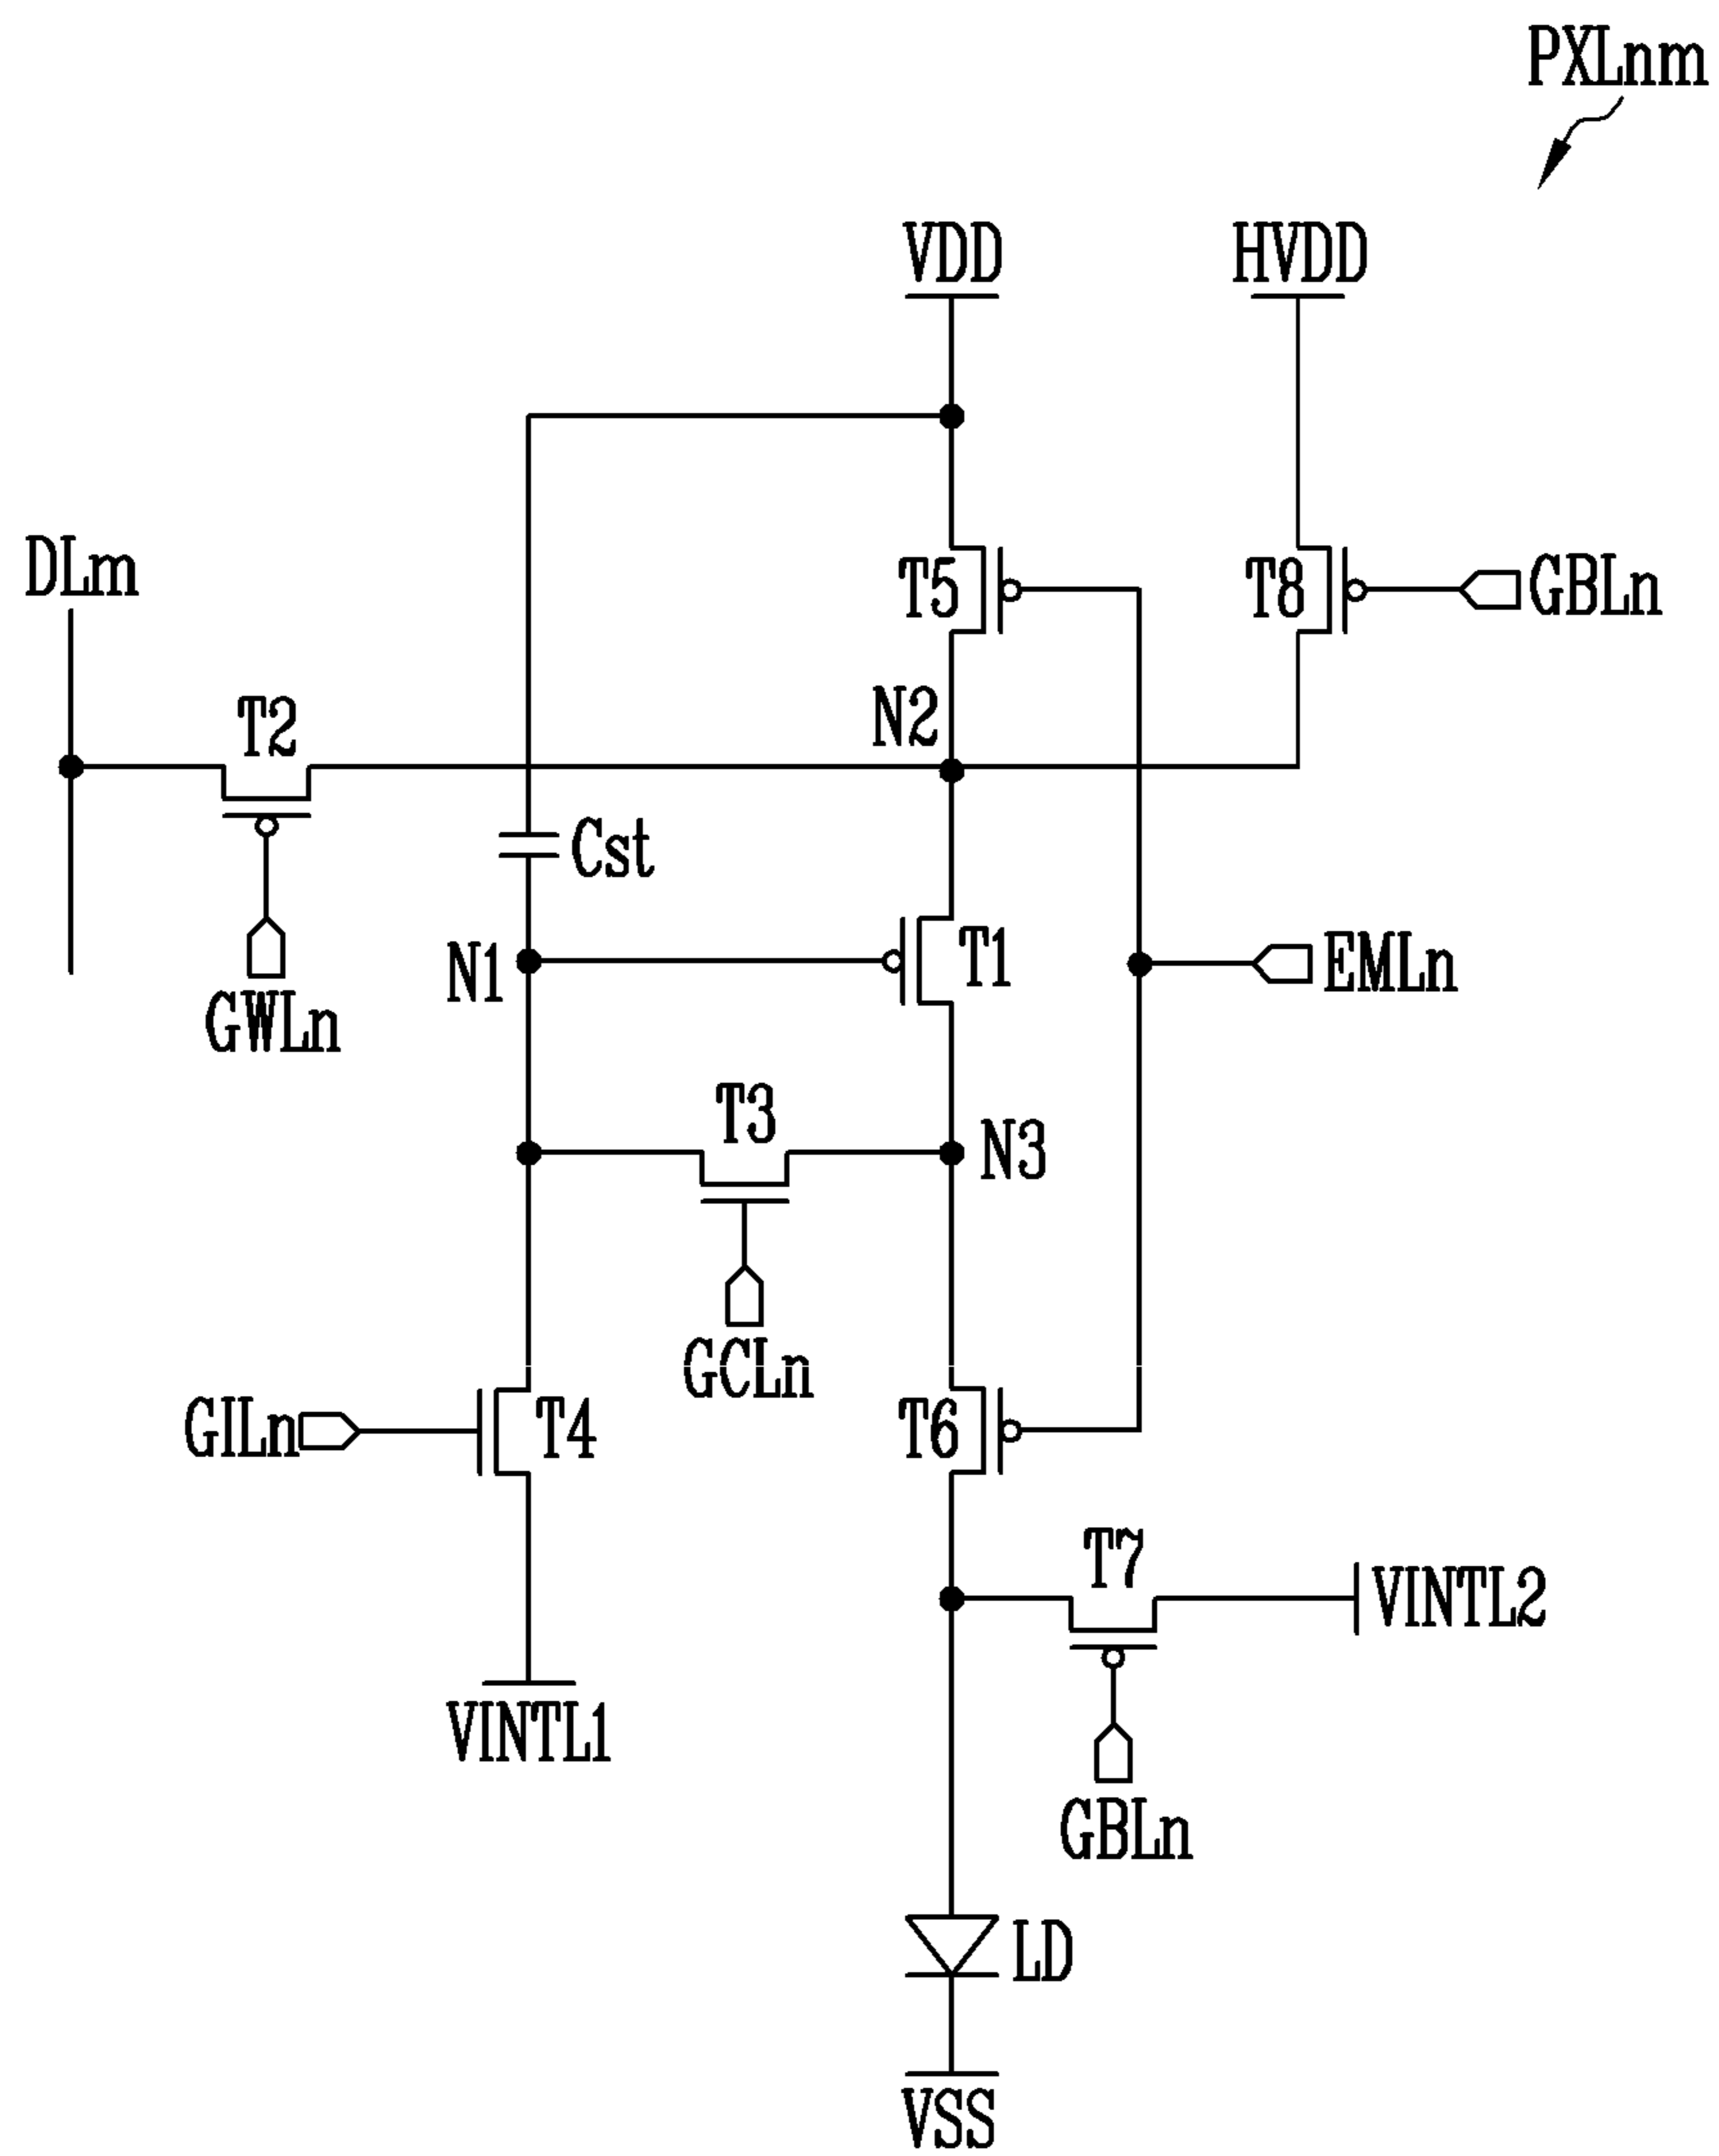 PXLnm
VDD
HVDD
DLm
T5
T8
GBLn
T2
N2
Cst
N1
T1
EMLn
GWLn
T3
N3
GCLn
GILn
T4
T6
T7
VINTL2
VINTL1
GBLn
LD
VSS